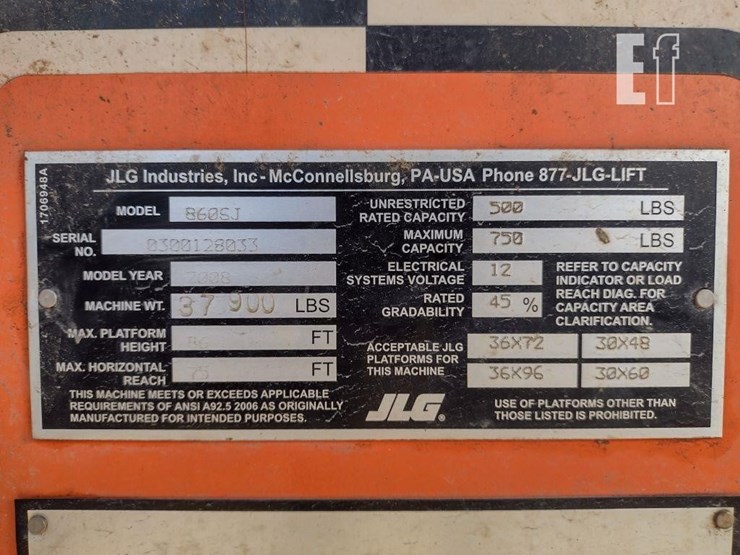 Ef
1706948A
JLG Industries, Inc - McConnellsburg, PA-USA Phone 877-JLG-LIFT
MODEL 860SJ
SERIAL NO. 0300128033
MODEL YEAR 2008
MACHINE WT. 37 900 LBS
MAX. PLATFORM HEIGHT FT
MAX. HORIZONTAL REACH FT
THIS MACHINE MEETS OR EXCEEDS APPLICABLE
REQUIREMENTS OF ANSI A92.5 2006 AS ORIGINALLY
MANUFACTURED FOR INTENDED PURPOSES.
UNRESTRICTED RATED CAPACITY 500 LBS
MAXIMUM CAPACITY 750 LBS
ELECTRICAL SYSTEMS VOLTAGE 12
RATED GRADABILITY 45 %
REFER TO CAPACITY
INDICATOR OR LOAD
REACH DIAG. FOR
CAPACITY AREA
CLARIFICATION.
ACCEPTABLE JLG
PLATFORMS FOR
THIS MACHINE
36X72 30X48
36X96 30X60
JLG®
USE OF PLATFORMS OTHER THAN
THOSE LISTED IS PROHIBITED.